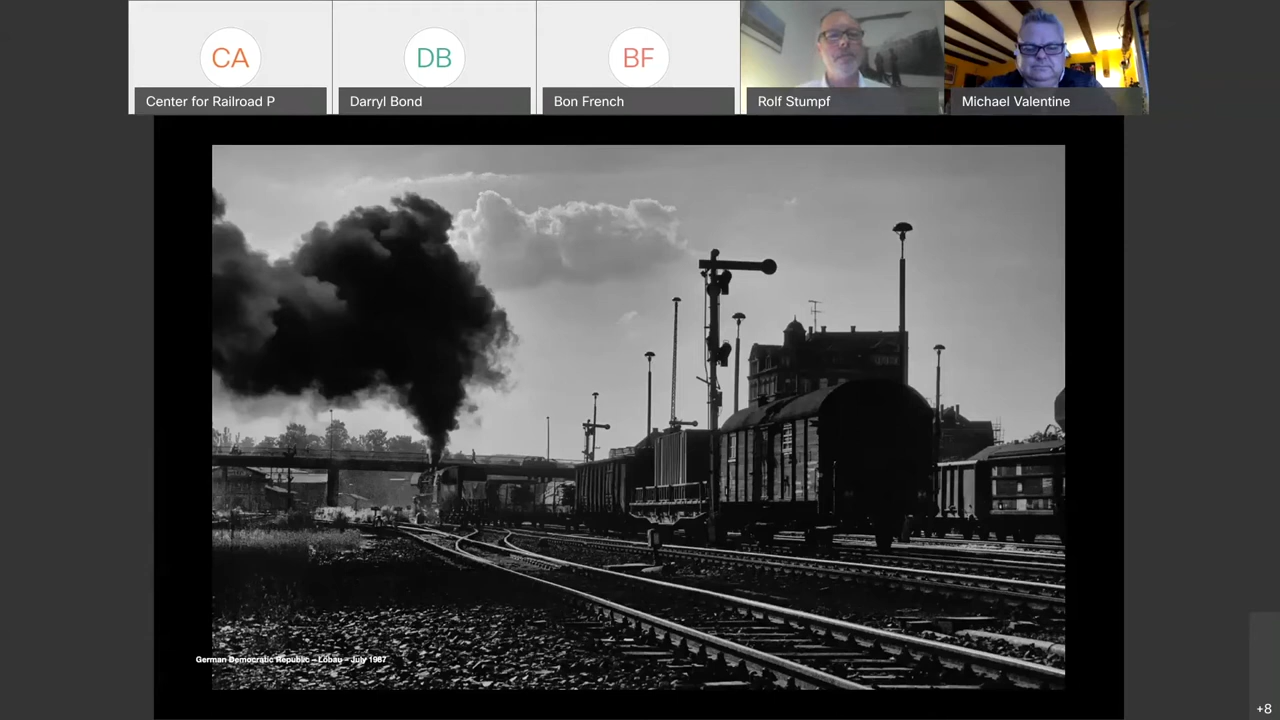 CA
DB
BF
Center for Railroad P
Darryl Bond
Bon French
Rolf Stumpf
Michael Valentine
German Democratic Republic – Löbau – July 1987
+8